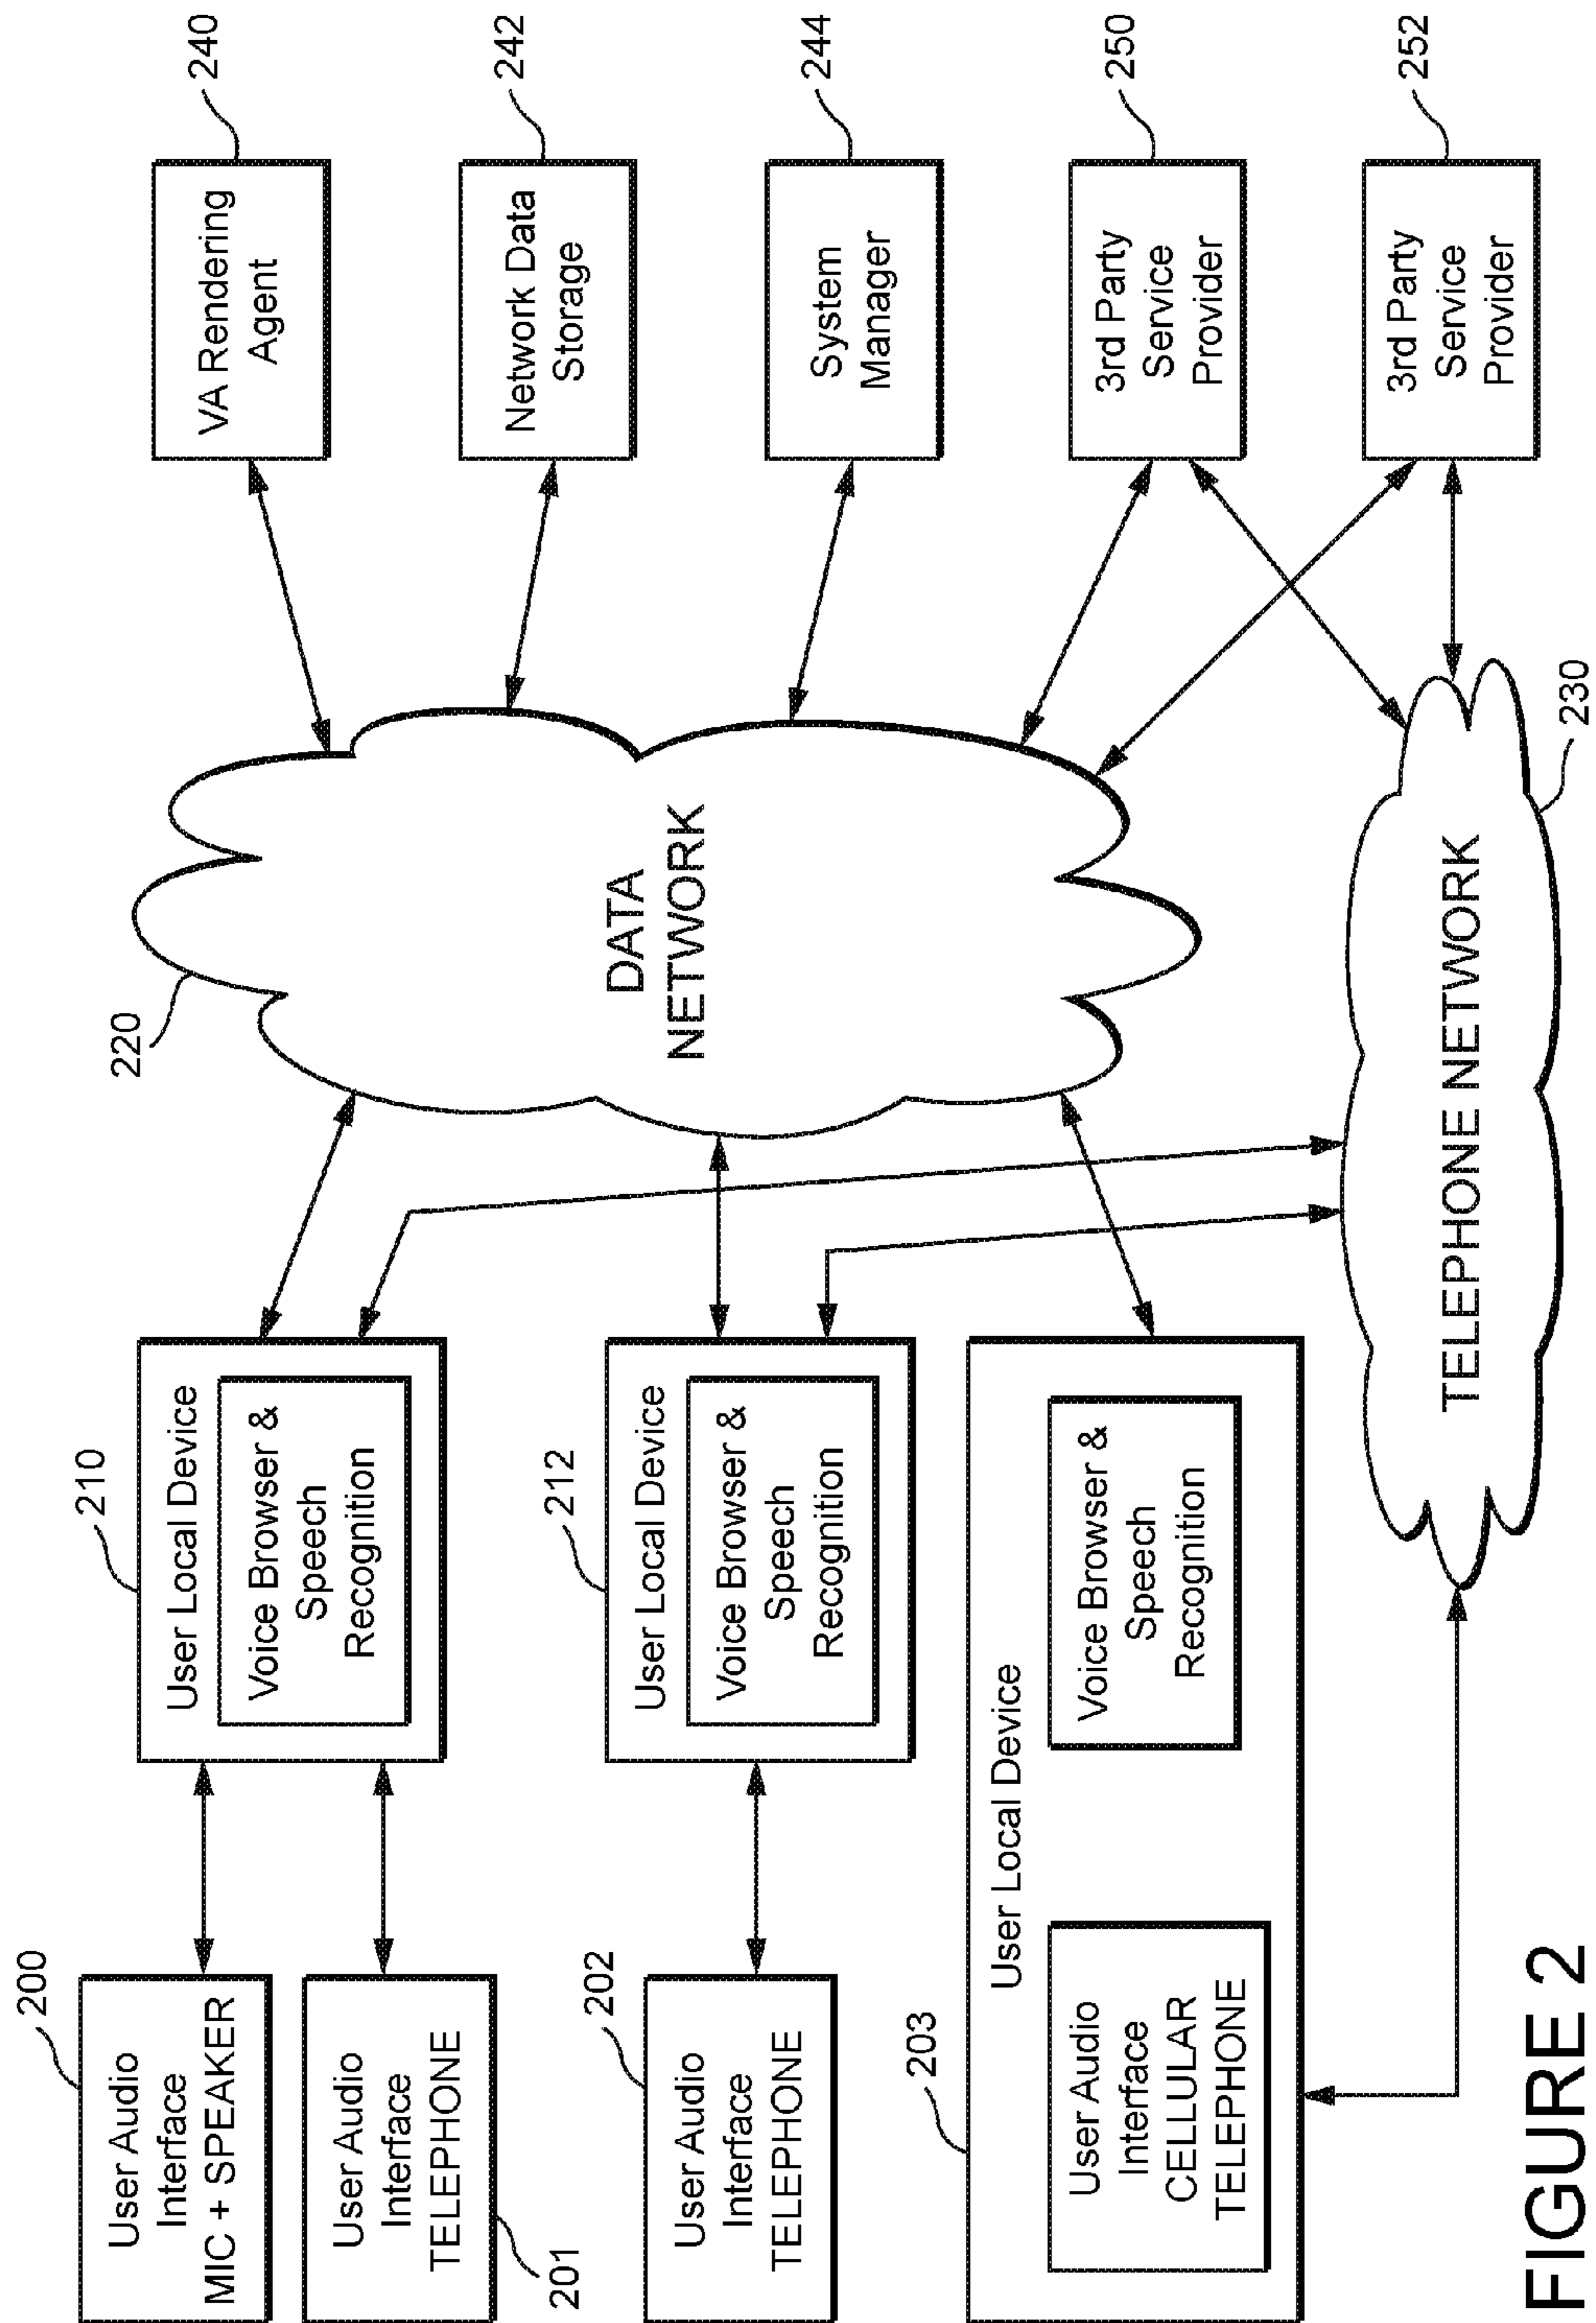 200
User Audio
Interface
MIC + SPEAKER
User Audio
Interface
TELEPHONE
201
210
User Local Device
Voice Browser &
Speech
Recognition
202
User Audio
Interface
TELEPHONE
212
User Local Device
Voice Browser &
Speech
Recognition
203
User Local Device
User Audio
Interface
CELLULAR
TELEPHONE
Voice Browser &
Speech
Recognition
220
DATA
NETWORK
TELEPHONE NETWORK
230
VA Rendering
Agent
240
Network Data
Storage
242
System
Manager
244
3rd Party
Service
Provider
250
3rd Party
Service
Provider
252
FIGURE 2